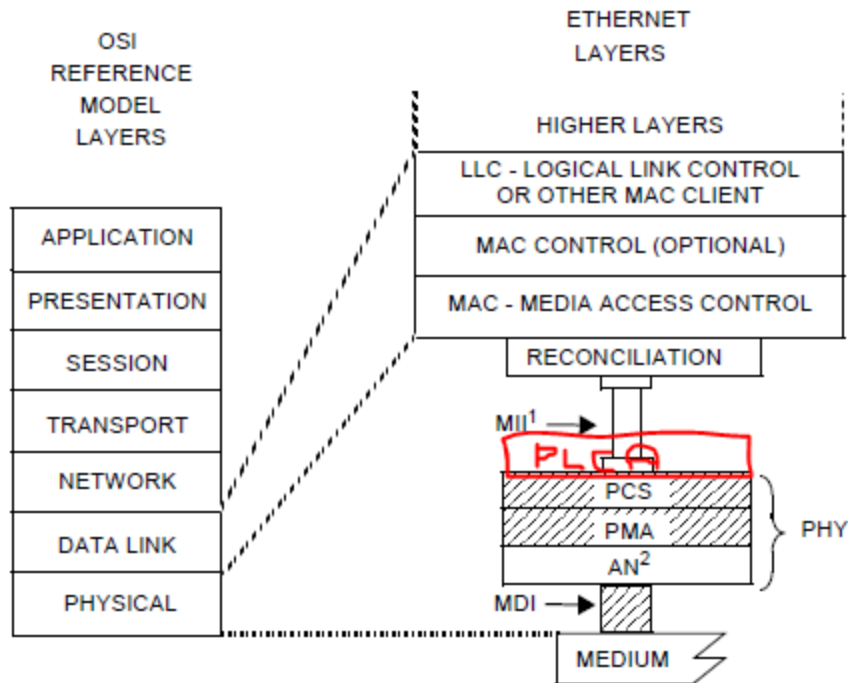 OSI
REFERENCE
MODEL
LAYERS
APPLICATION
PRESENTATION
SESSION
TRANSPORT
NETWORK
DATA LINK
PHYSICAL
ETHERNET
LAYERS
HIGHER LAYERS
LLC - LOGICAL LINK CONTROL
OR OTHER MAC CLIENT
MAC CONTROL (OPTIONAL)
MAC - MEDIA ACCESS CONTROL
RECONCILIATION
MII¹
PLCA
PCS
PMA
AN²
PHY
MDI
MEDIUM